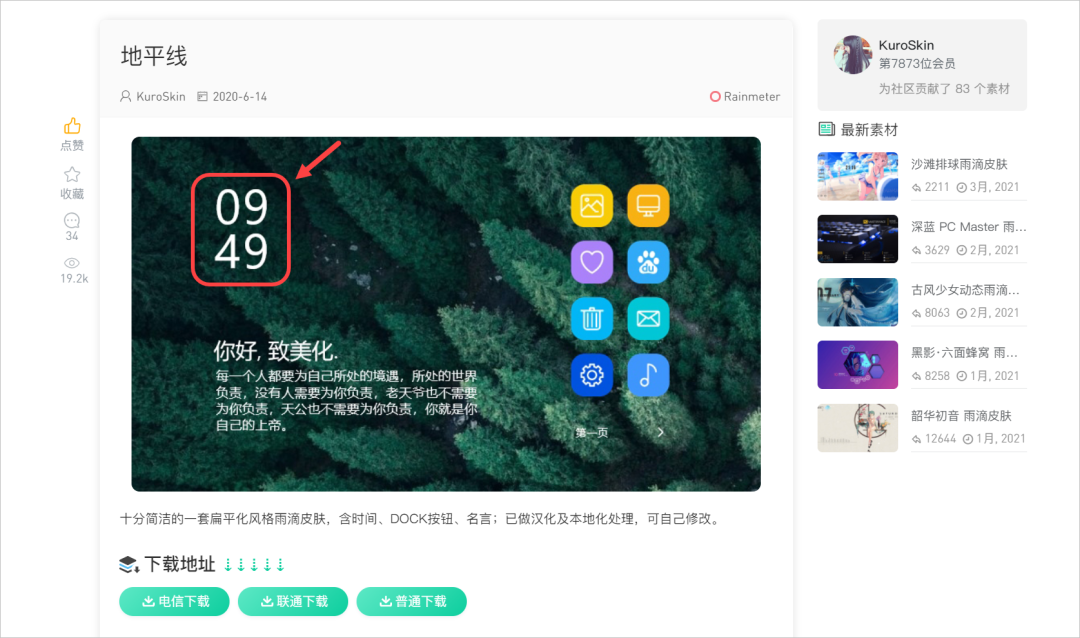 地平线
KuroSkin 2020-6-14 Rainmeter
点赞
收藏
34
19.2k
09
49
你好, 致美化.
每一个人都要为自己所处的境遇，所处的世界
负责，没有人需要为你负责，老天爷也不需要
为你负责，天公也不需要为你负责，你就是你
自己的上帝。
du
第一页
十分简洁的一套扁平化风格雨滴皮肤，含时间、DOCK按钮、名言；已做汉化及本地化处理，可自己修改。
下载地址
电信下载 联通下载 普通下载
KuroSkin
第7873位会员
为社区贡献了 83 个素材
最新素材
沙滩排球雨滴皮肤
2211 3月, 2021
深蓝 PC Master 雨...
3629 2月, 2021
古风少女动态雨滴...
8063 2月, 2021
黑影·六面蜂窝 雨...
8258 1月, 2021
韶华初音 雨滴皮肤
12644 1月, 2021